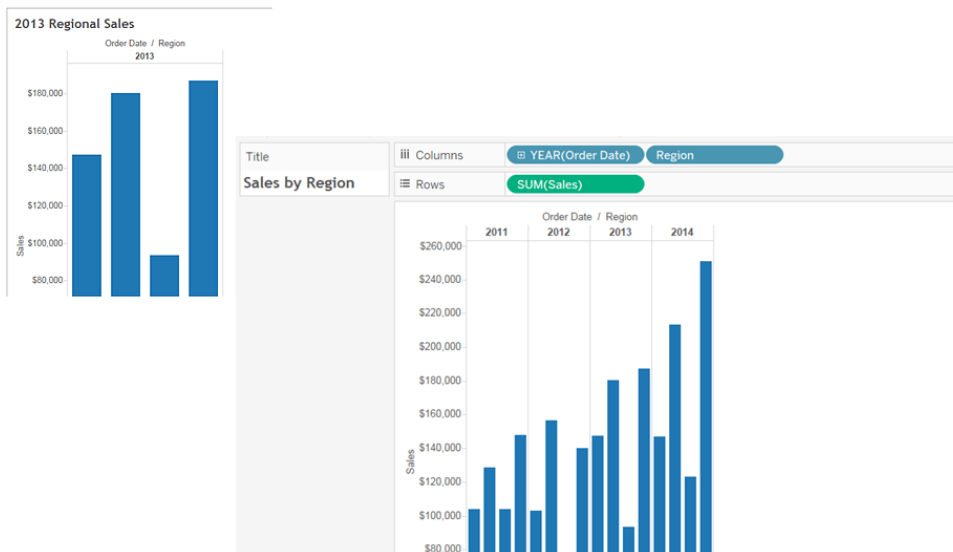 2013 Regional Sales
Order Date / Region
2013
$180,000
$160,000
$140,000
$120,000
$100,000
$80,000
Sales
Title
Sales by Region
Columns
YEAR(Order Date)
Region
Rows
SUM(Sales)
Order Date / Region
2011 2012 2013 2014
$260,000
$240,000
$220,000
$200,000
$180,000
$160,000
$140,000
$120,000
$100,000
$80,000
Sales